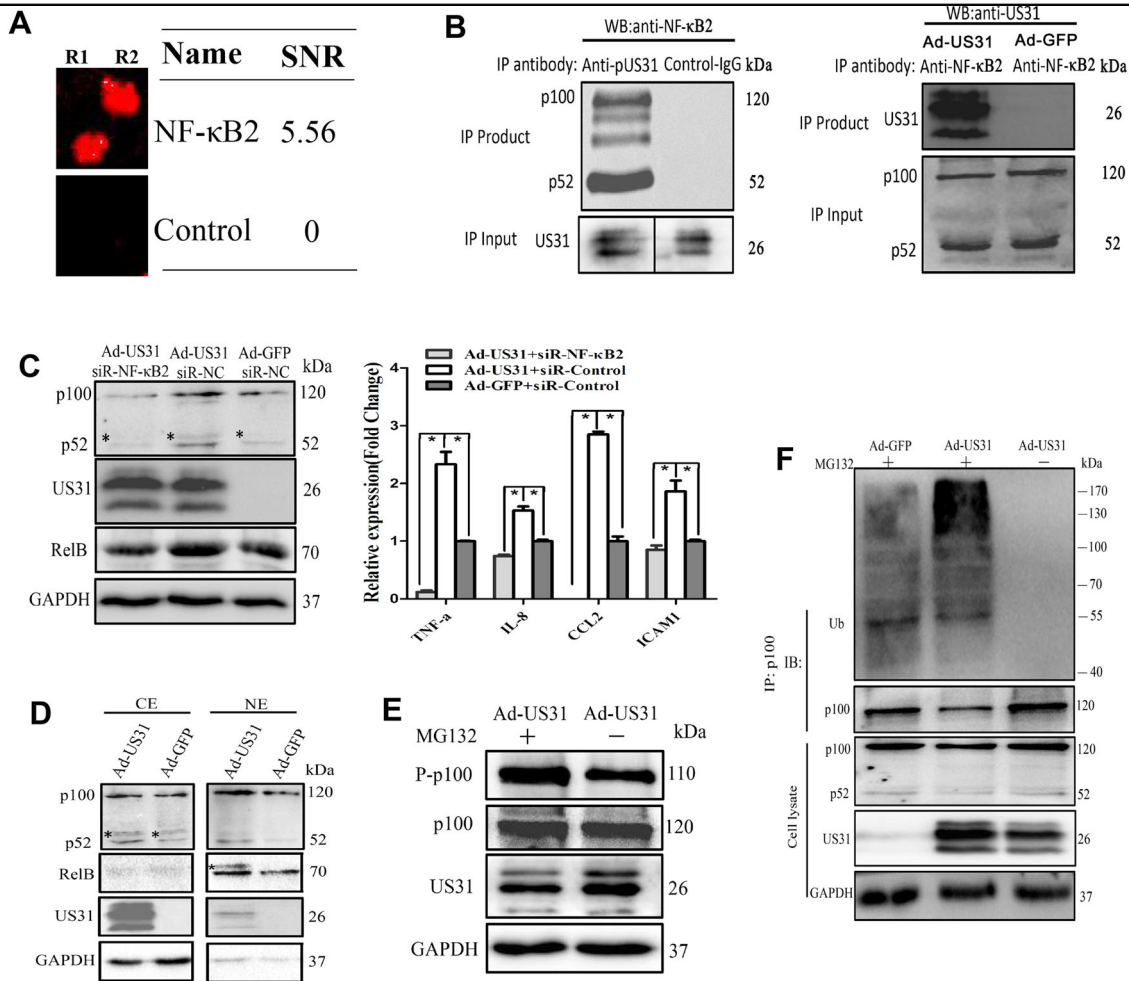 A
R1 R2 Name SNR
NF-κB2 5.56
Control 0
B
WB:anti-NF-κB2
IP antibody: Anti-pUS31 Control-IgG kDa
p100 120
IP Product
p52 52
IP Input US31 26
WB:anti-US31
Ad-US31 Ad-GFP
IP antibody: Anti-NF-κB2 Anti-NF-κB2 kDa
IP Product US31 26
p100 120
IP Input
p52 52
C
Ad-US31 Ad-US31 Ad-GFP
siR-NF-κB2 siR-NC siR-NC kDa
p100 120
* * *
p52 52
US31 26
RelB 70
GAPDH 37
Relative expression(Fold Change)
Ad-US31+siR-NF-κB2
Ad-US31+siR-Control
Ad-GFP+siR-Control
4
3
2
1
0
* * * * * * * *
TNF-a IL-8 CCL2 ICAM1
D
CE NE
Ad-US31 Ad-GFP Ad-US31 Ad-GFP kDa
p100 120
* *
p52 52
RelB * 70
US31 26
GAPDH 37
E
Ad-US31 Ad-US31
MG132 + − kDa
P-p100 110
p100 120
US31 26
GAPDH 37
F
Ad-GFP Ad-US31 Ad-US31
MG132 + + − kDa
170
130
100
70
55
40
IP: p100
IB:
Ub
p100 120
Cell lysate
p100 120
p52 52
US31 26
GAPDH 37